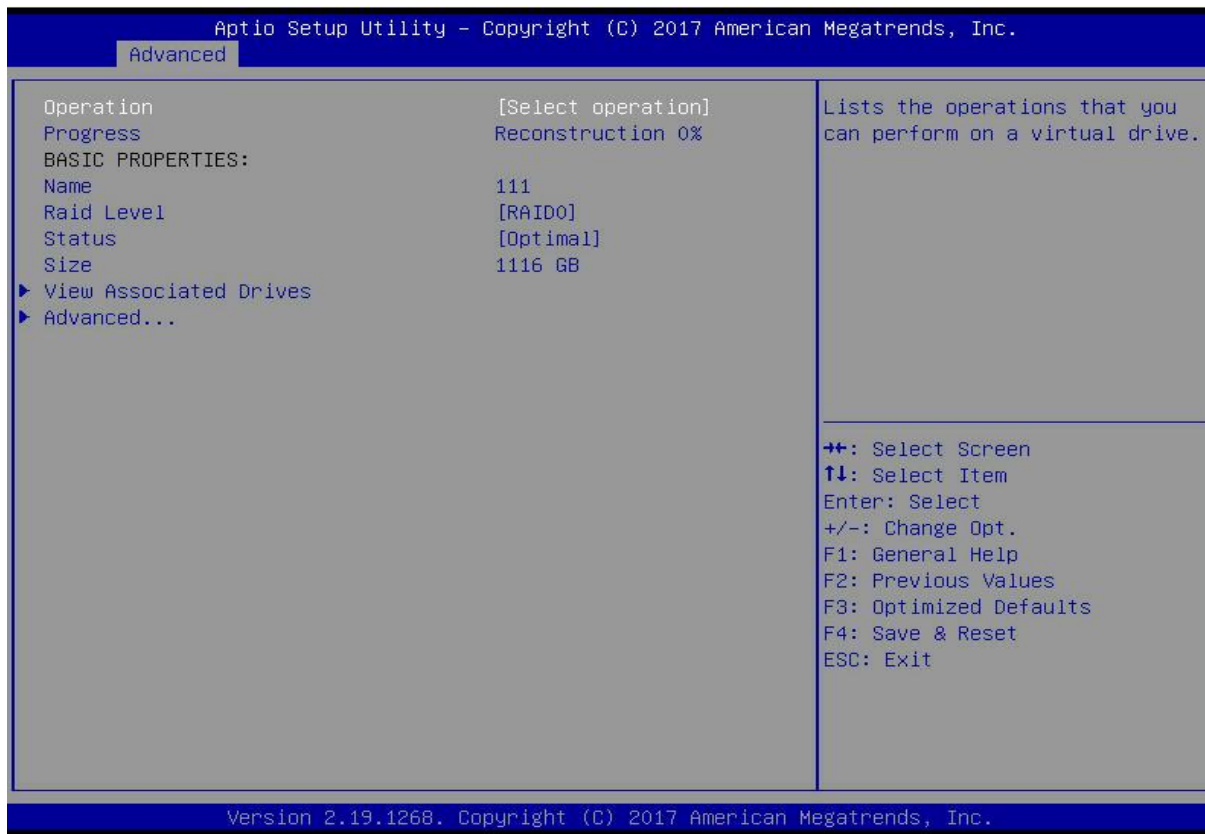 Aptio Setup Utility – Copyright (C) 2017 American Megatrends, Inc.
Advanced
Operation [Select operation]
Progress Reconstruction 0%
BASIC PROPERTIES:
Name 111
Raid Level [RAID0]
Status [Optimal]
Size 1116 GB
▶ View Associated Drives
▶ Advanced...
Lists the operations that you
can perform on a virtual drive.
→←: Select Screen
↑↓: Select Item
Enter: Select
+/-: Change Opt.
F1: General Help
F2: Previous Values
F3: Optimized Defaults
F4: Save & Reset
ESC: Exit
Version 2.19.1268. Copyright (C) 2017 American Megatrends, Inc.